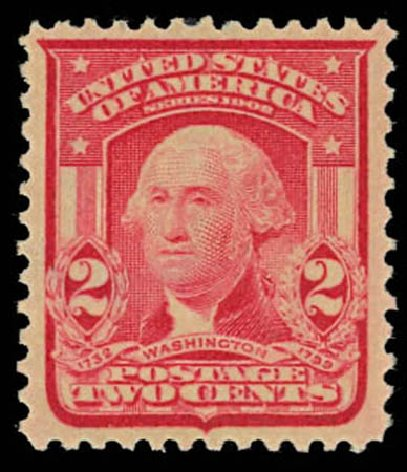 UNITED STATES
OF AMERICA
SERIES 1902
2 2
1732 WASHINGTON 1799
POSTAGE
TWO CENTS